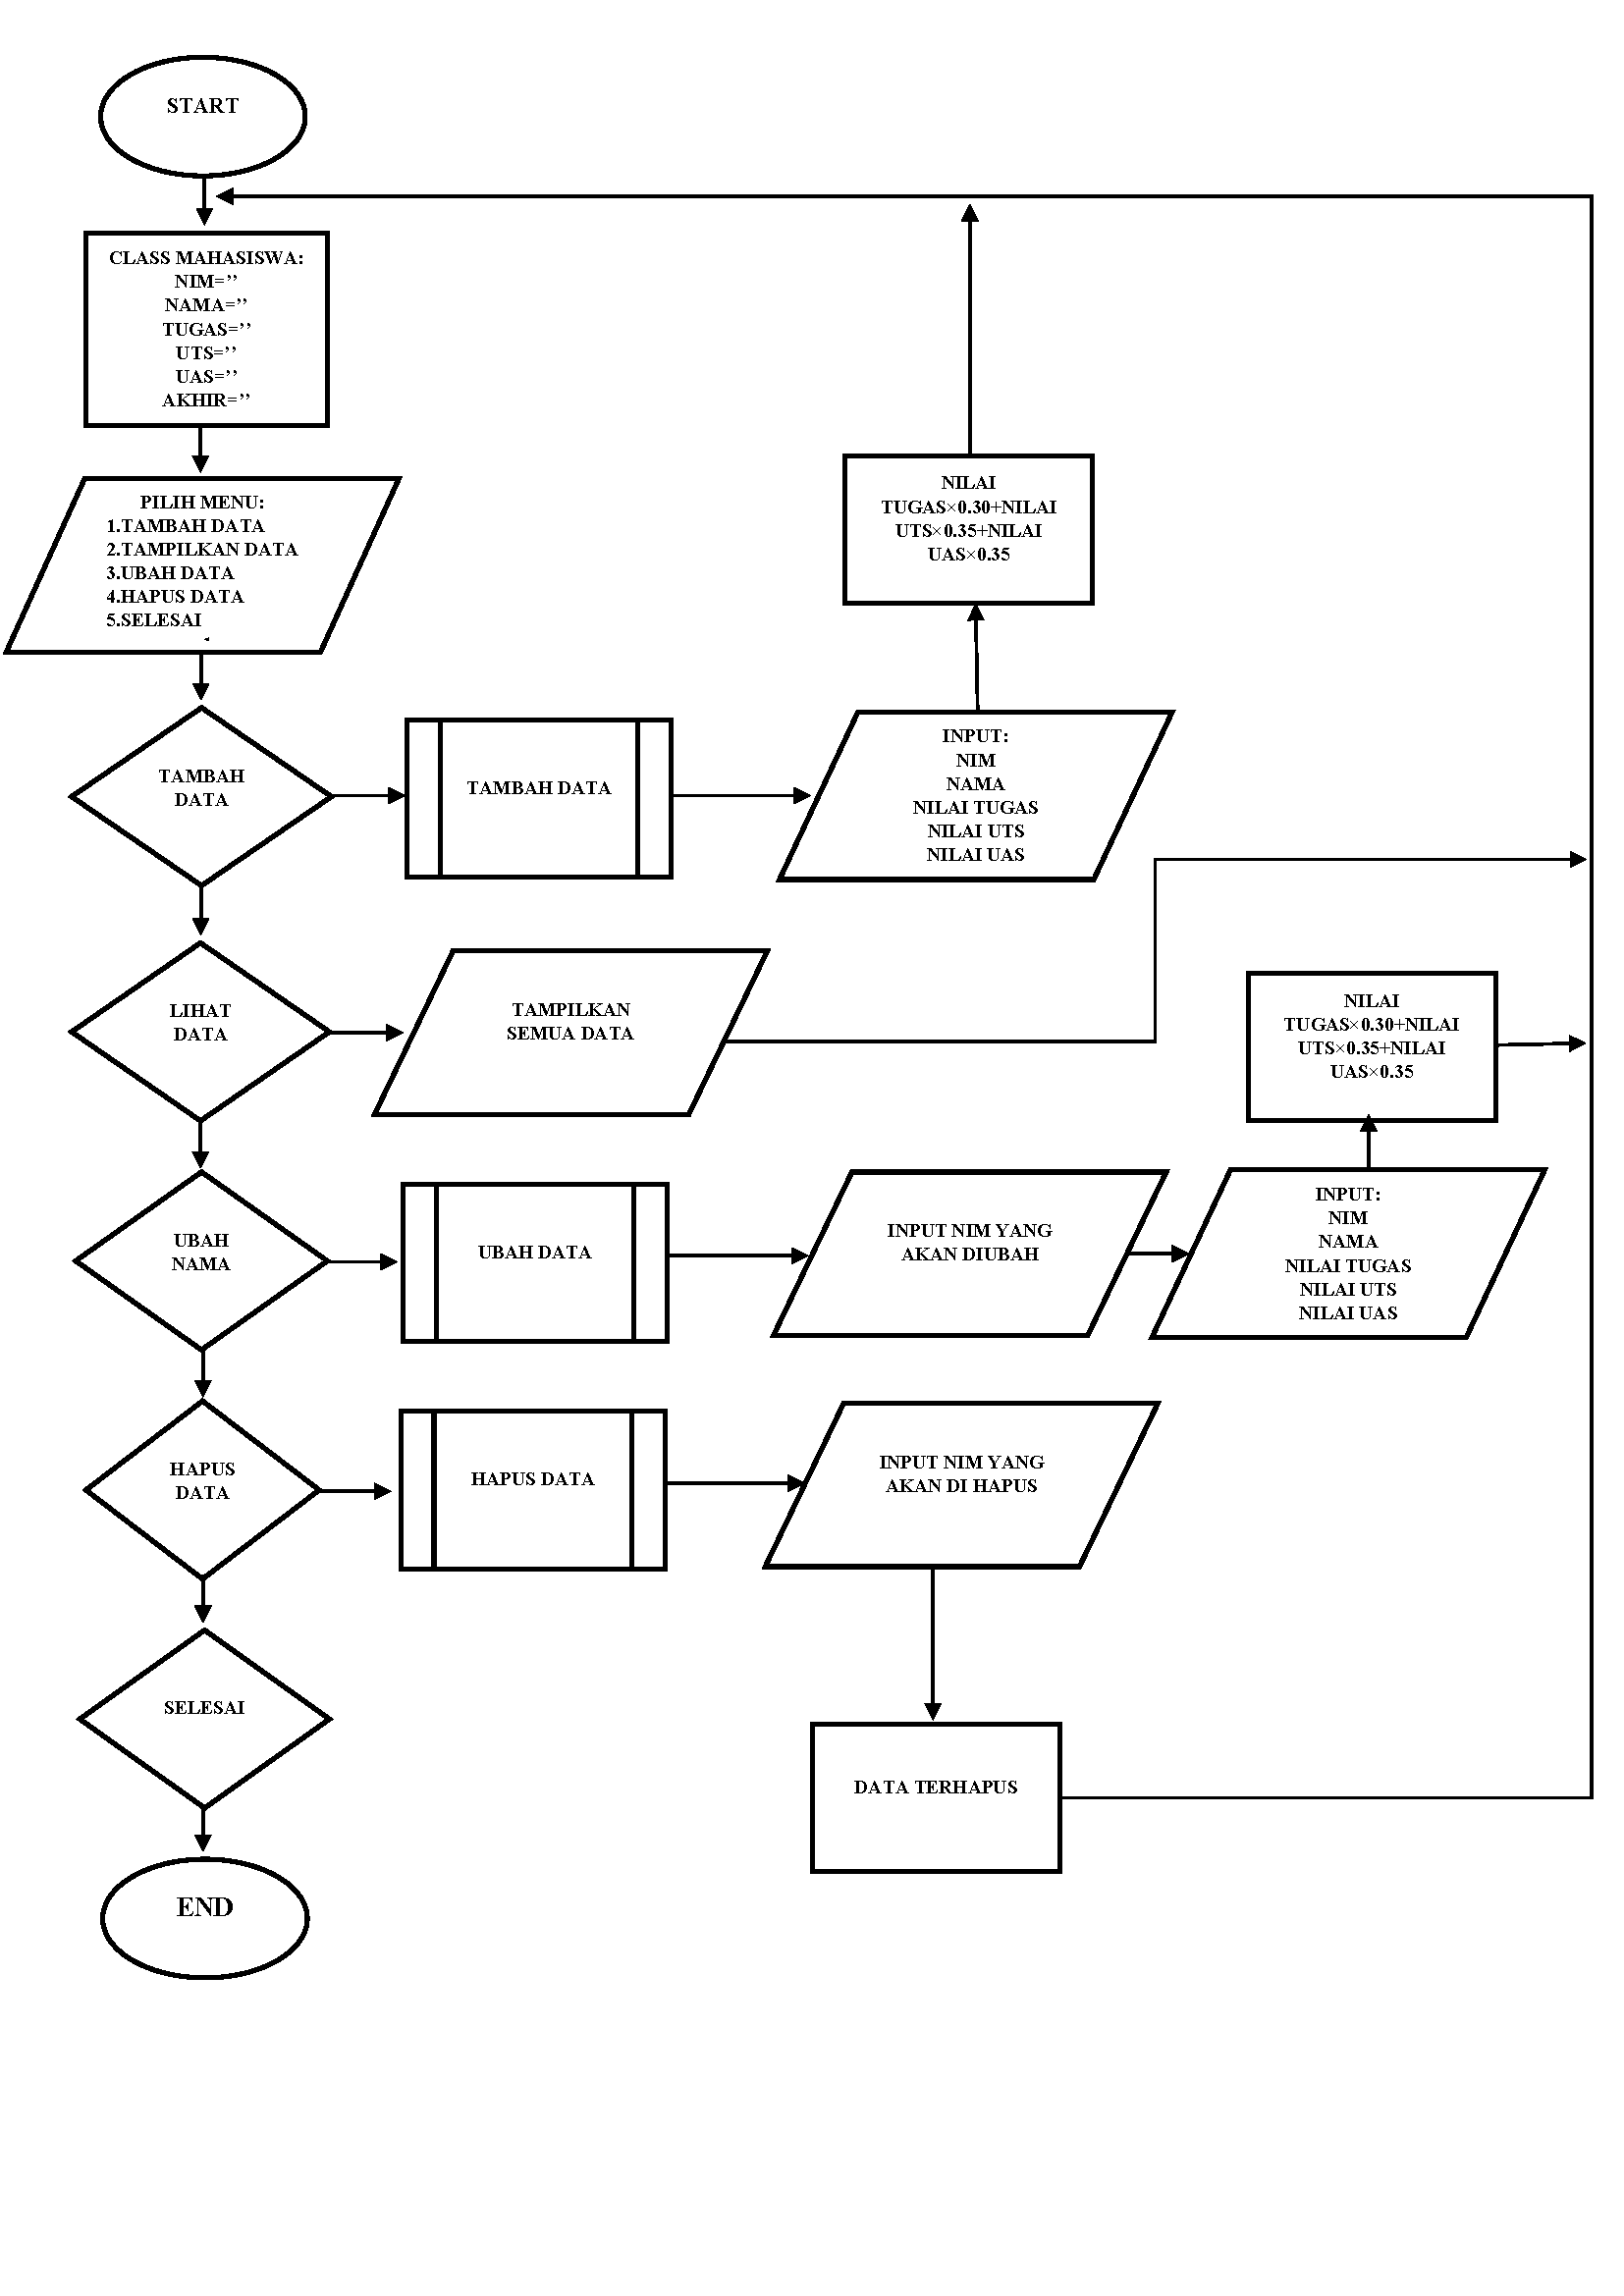 START
CLASS MAHASISWA:
NIM=’’
NAMA=’’
TUGAS=’’
UTS=’’
UAS=’’
AKHIR=’’
PILIH MENU:
1.TAMBAH DATA
2.TAMPILKAN DATA
3.UBAH DATA
4.HAPUS DATA
5.SELESAI
NILAI
TUGAS×0.30+NILAI
UTS×0.35+NILAI
UAS×0.35
TAMBAH
DATA
TAMBAH DATA
INPUT:
NIM
NAMA
NILAI TUGAS
NILAI UTS
NILAI UAS
LIHAT
DATA
TAMPILKAN
SEMUA DATA
NILAI
TUGAS×0.30+NILAI
UTS×0.35+NILAI
UAS×0.35
UBAH
NAMA
UBAH DATA
INPUT NIM YANG
AKAN DIUBAH
INPUT:
NIM
NAMA
NILAI TUGAS
NILAI UTS
NILAI UAS
HAPUS
DATA
HAPUS DATA
INPUT NIM YANG
AKAN DI HAPUS
SELESAI
DATA TERHAPUS
END